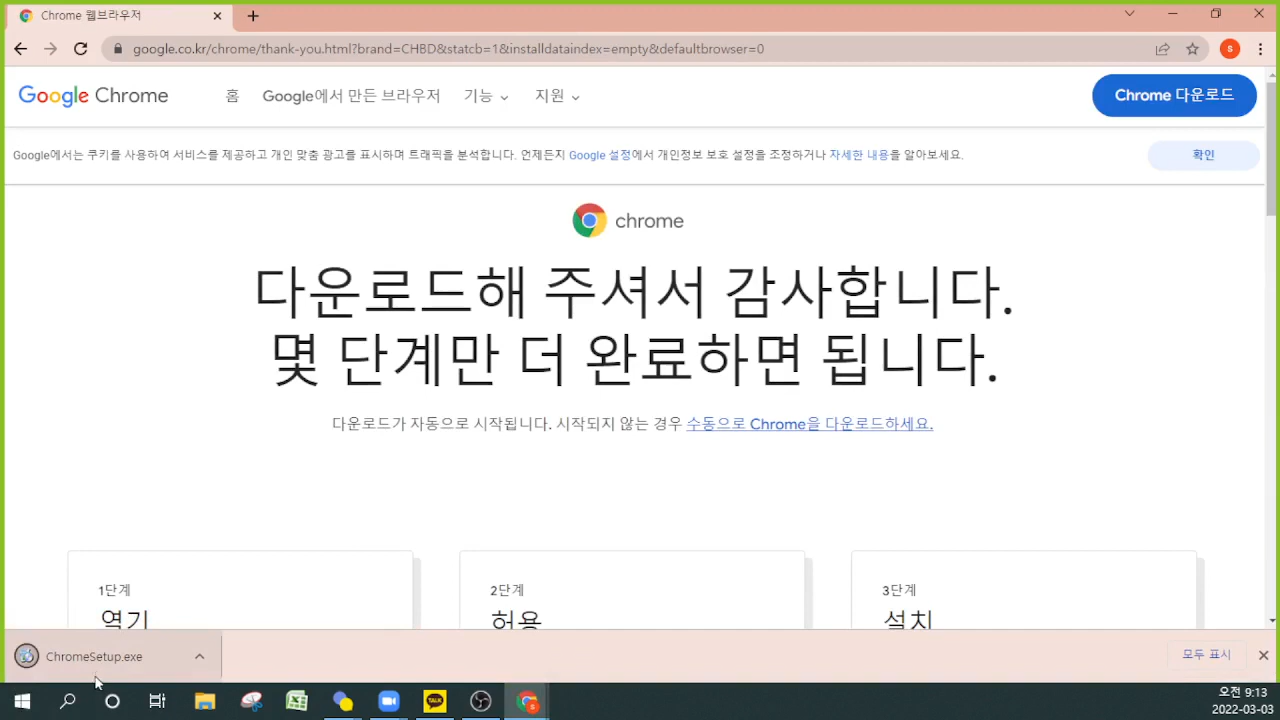 Chrome 웹브라우저
google.co.kr/chrome/thank-you.html?brand=CHBD&statcb=1&installdataindex=empty&defaultbrowser=0
s
Google Chrome 홈 Google에서 만든 브라우저 기능 지원 Chrome 다운로드
Google에서는 쿠키를 사용하여 서비스를 제공하고 개인 맞춤 광고를 표시하며 트래픽을 분석합니다. 언제든지 Google 설정에서 개인정보 보호 설정을 조정하거나 자세한 내용을 알아보세요. 확인
chrome
다운로드해 주셔서 감사합니다.
몇 단계만 더 완료하면 됩니다.
다운로드가 자동으로 시작됩니다. 시작되지 않는 경우 수동으로 Chrome을 다운로드하세요.
1단계 2단계 3단계
열기 허용 설치
ChromeSetup.exe 모두 표시
TALK
오전 9:13
2022-03-03